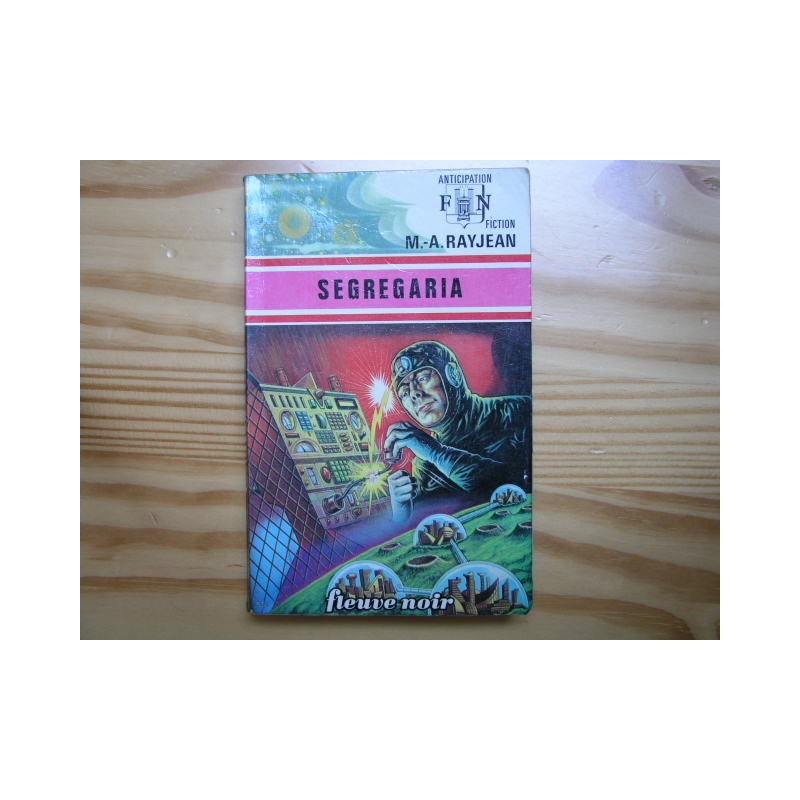 ANTICIPATION
FN
FICTION
M.-A. RAYJEAN
SEGREGARIA
fleuve noir